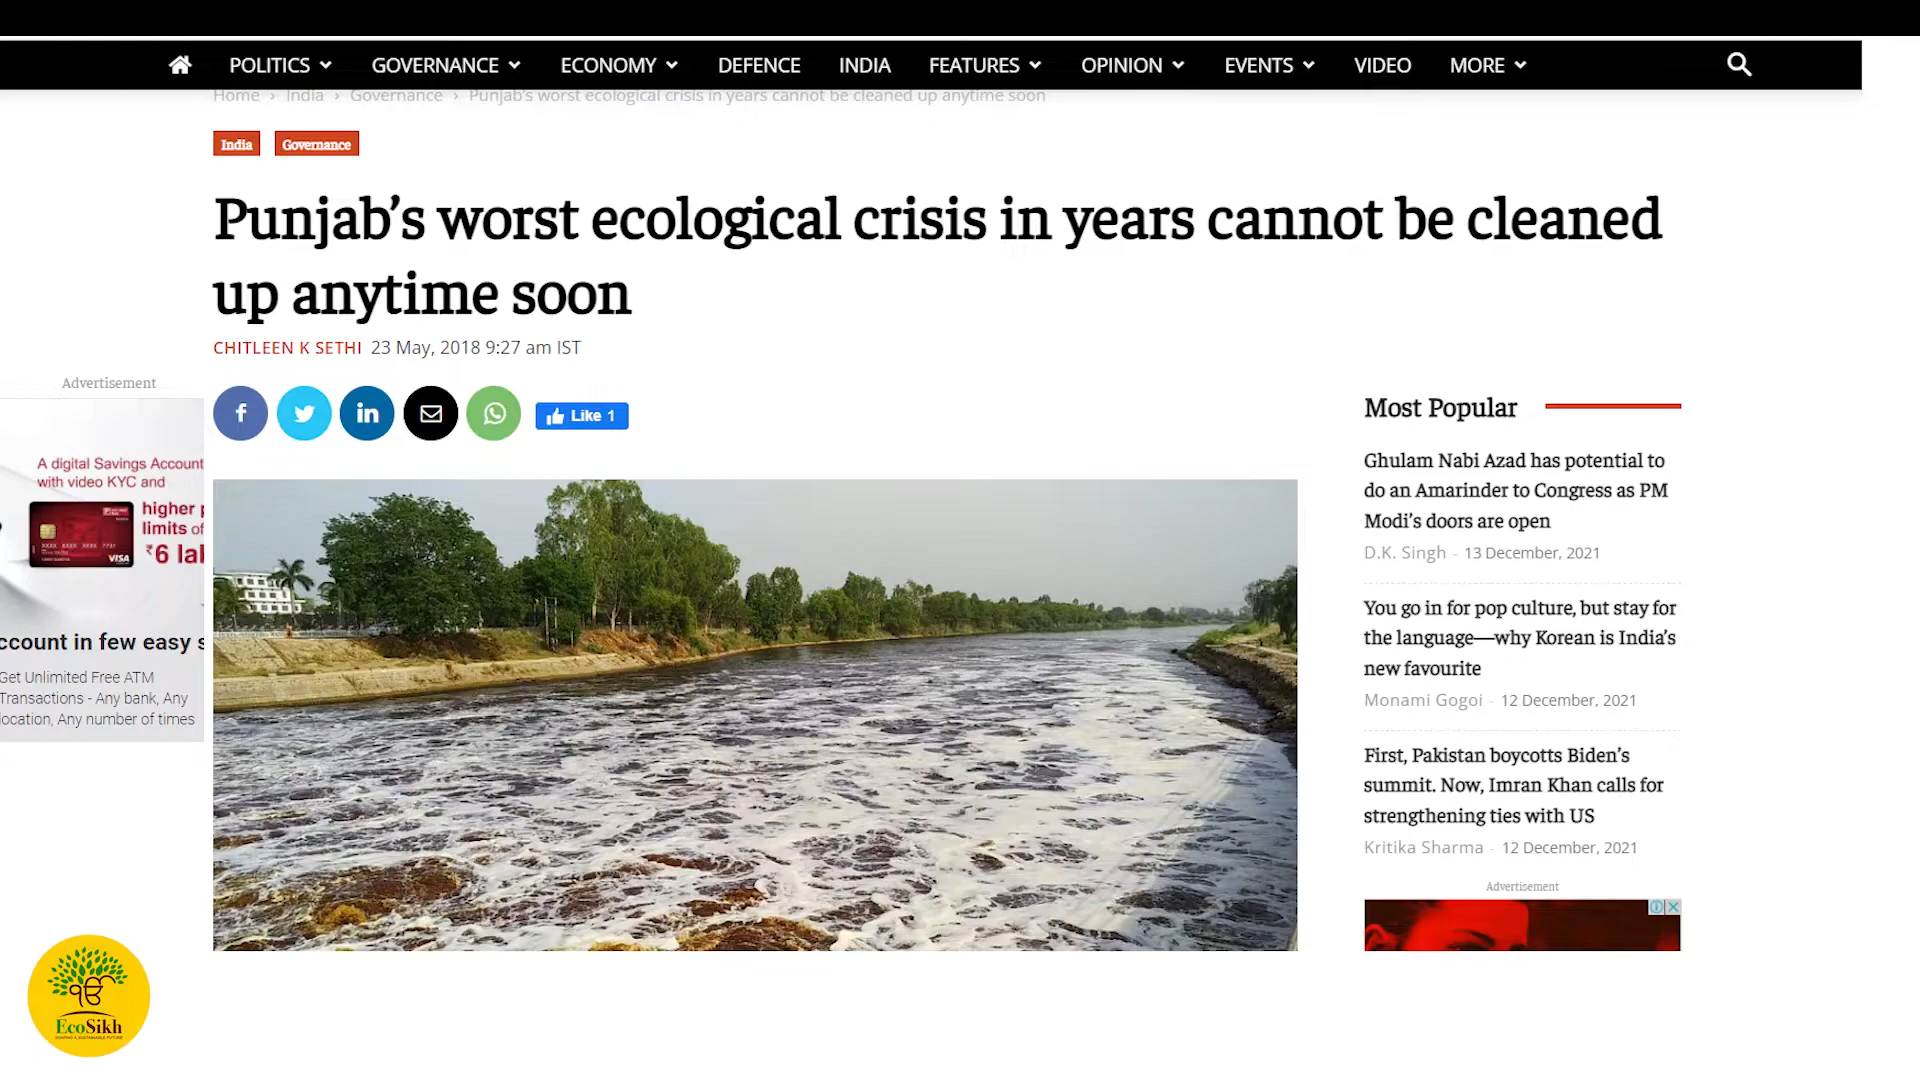 POLITICS GOVERNANCE ECONOMY DEFENCE INDIA FEATURES OPINION EVENTS VIDEO MORE
Home › India › Governance › Punjab's worst ecological crisis in years cannot be cleaned up anytime soon
India Governance
Punjab’s worst ecological crisis in years cannot be cleaned
up anytime soon
CHITLEEN K SETHI 23 May, 2018 9:27 am IST
Like 1
Advertisement
A digital Savings Account
with video KYC and
higher
limits of
₹6
VISA
in few easy
Get Unlimited Free ATM
Transactions - Any bank, Any
location, Any number of times
Most Popular
Ghulam Nabi Azad has potential to
do an Amarinder to Congress as PM
Modi’s doors are open
D.K. Singh - 13 December, 2021
You go in for pop culture, but stay for
the language—why Korean is India’s
new favourite
Monami Gogoi - 12 December, 2021
First, Pakistan boycotts Biden’s
summit. Now, Imran Khan calls for
strengthening ties with US
Kritika Sharma - 12 December, 2021
Advertisement
ੴ
EcoSikh
SHAPING A SUSTAINABLE FUTURE